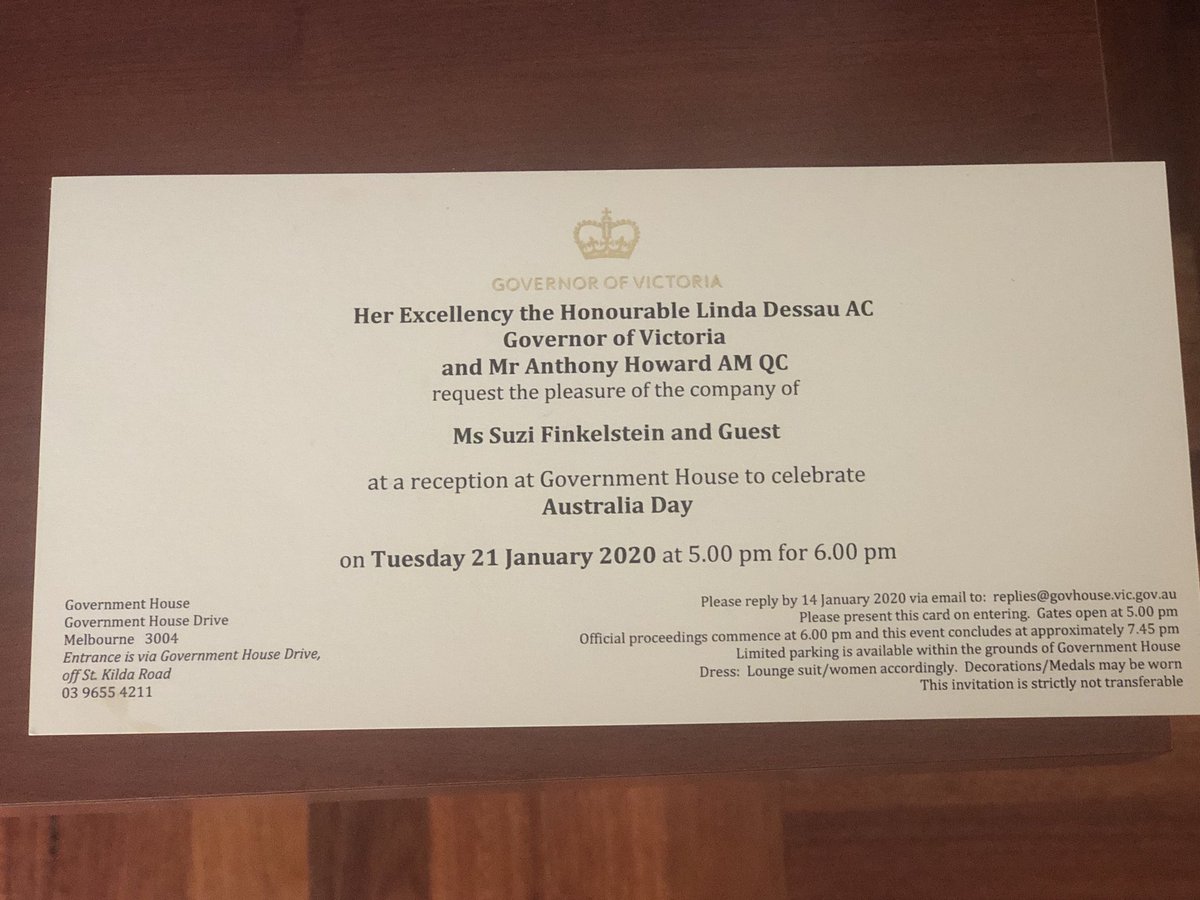 GOVERNOR OF VICTORIA
Her Excellency the Honourable Linda Dessau AC
Governor of Victoria
and Mr Anthony Howard AM QC
request the pleasure of the company of
Ms Suzi Finkelstein and Guest
at a reception at Government House to celebrate
Australia Day
on Tuesday 21 January 2020 at 5.00 pm for 6.00 pm
Government House
Government House Drive
Melbourne 3004
Entrance is via Government House Drive,
off St. Kilda Road
03 9655 4211
Please reply by 14 January 2020 via email to: replies@govhouse.vic.gov.au
Please present this card on entering. Gates open at 5.00 pm
Official proceedings commence at 6.00 pm and this event concludes at approximately 7.45 pm
Limited parking is available within the grounds of Government House
Dress: Lounge suit/women accordingly. Decorations/Medals may be worn
This invitation is strictly not transferable